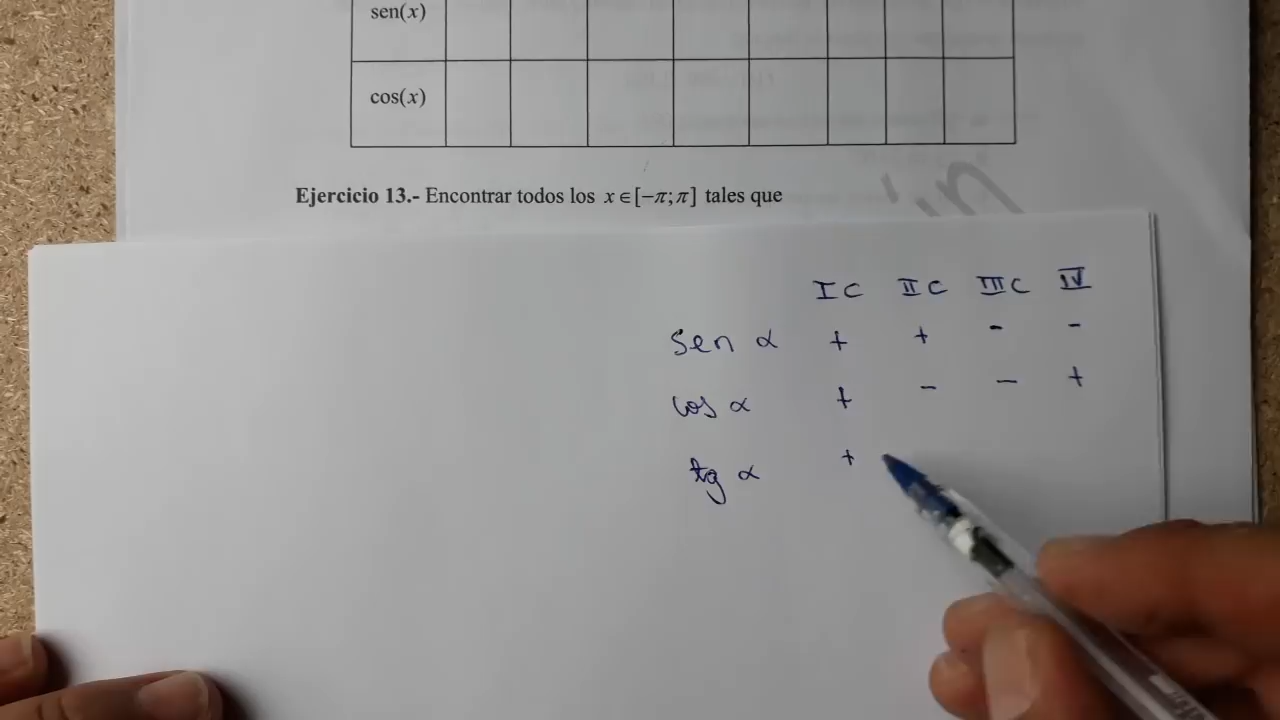 sen(x)
cos(x)
Ejercicio 13.- Encontrar todos los x ∈ [−π; π] tales que
I C II C III C IV
Sen α + + - -
cos α + - - +
tg α +